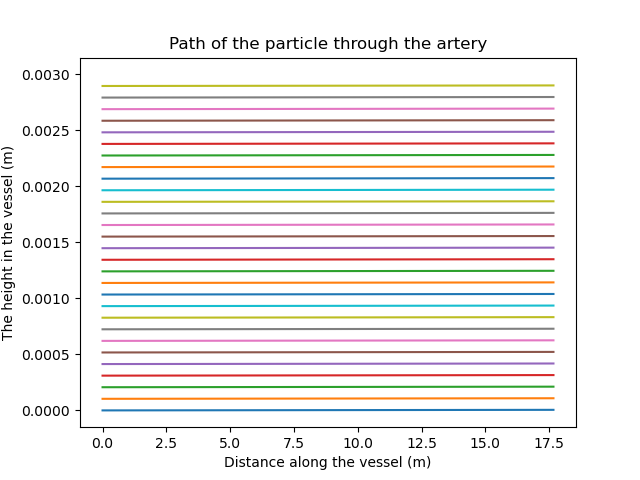 Path of the particle through the artery
The height in the vessel (m)
0.0030
0.0025
0.0020
0.0015
0.0010
0.0005
0.0000
0.0 2.5 5.0 7.5 10.0 12.5 15.0 17.5
Distance along the vessel (m)